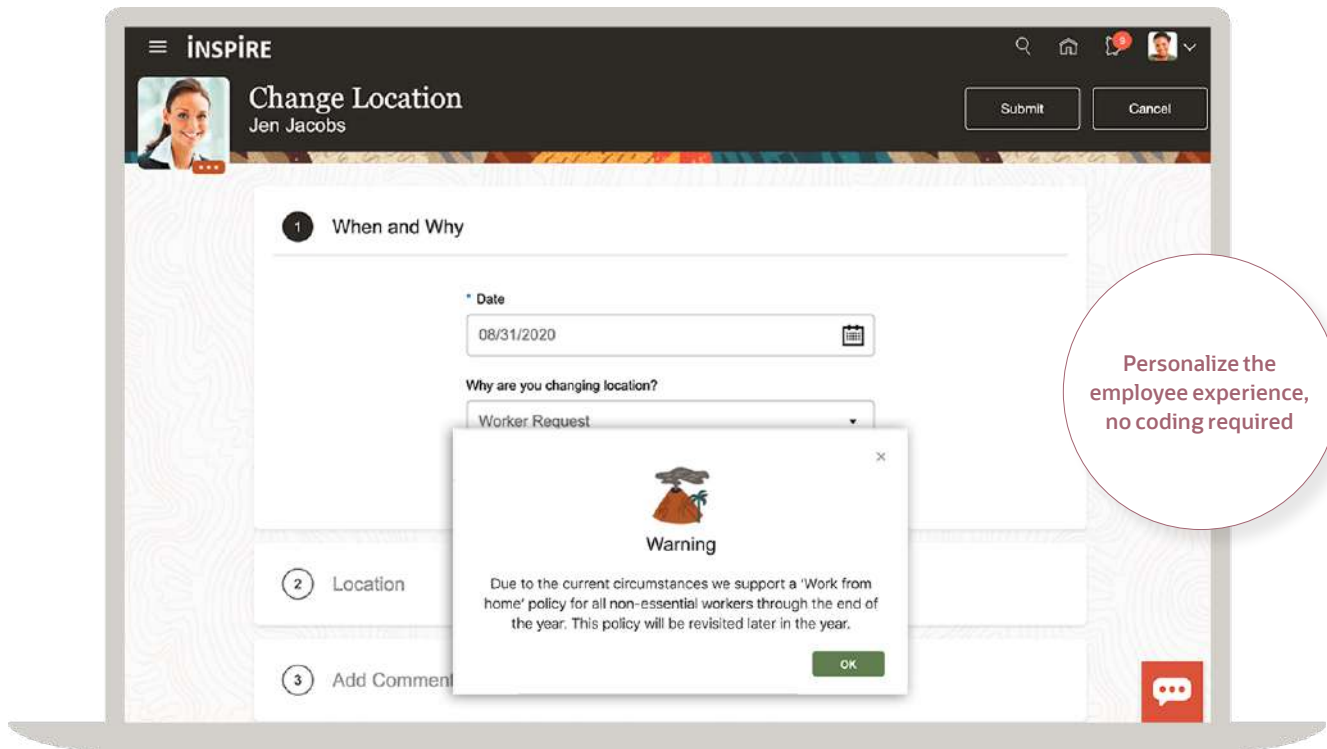 iNSPiRE
9
Change Location
Jen Jacobs
Submit
Cancel
1 When and Why
* Date
08/31/2020
Why are you changing location?
Worker Request
Personalize the
employee experience,
no coding required
×
Warning
Due to the current circumstances we support a 'Work from
home' policy for all non-essential workers through the end of
the year. This policy will be revisited later in the year.
OK
2 Location
3 Add Comment